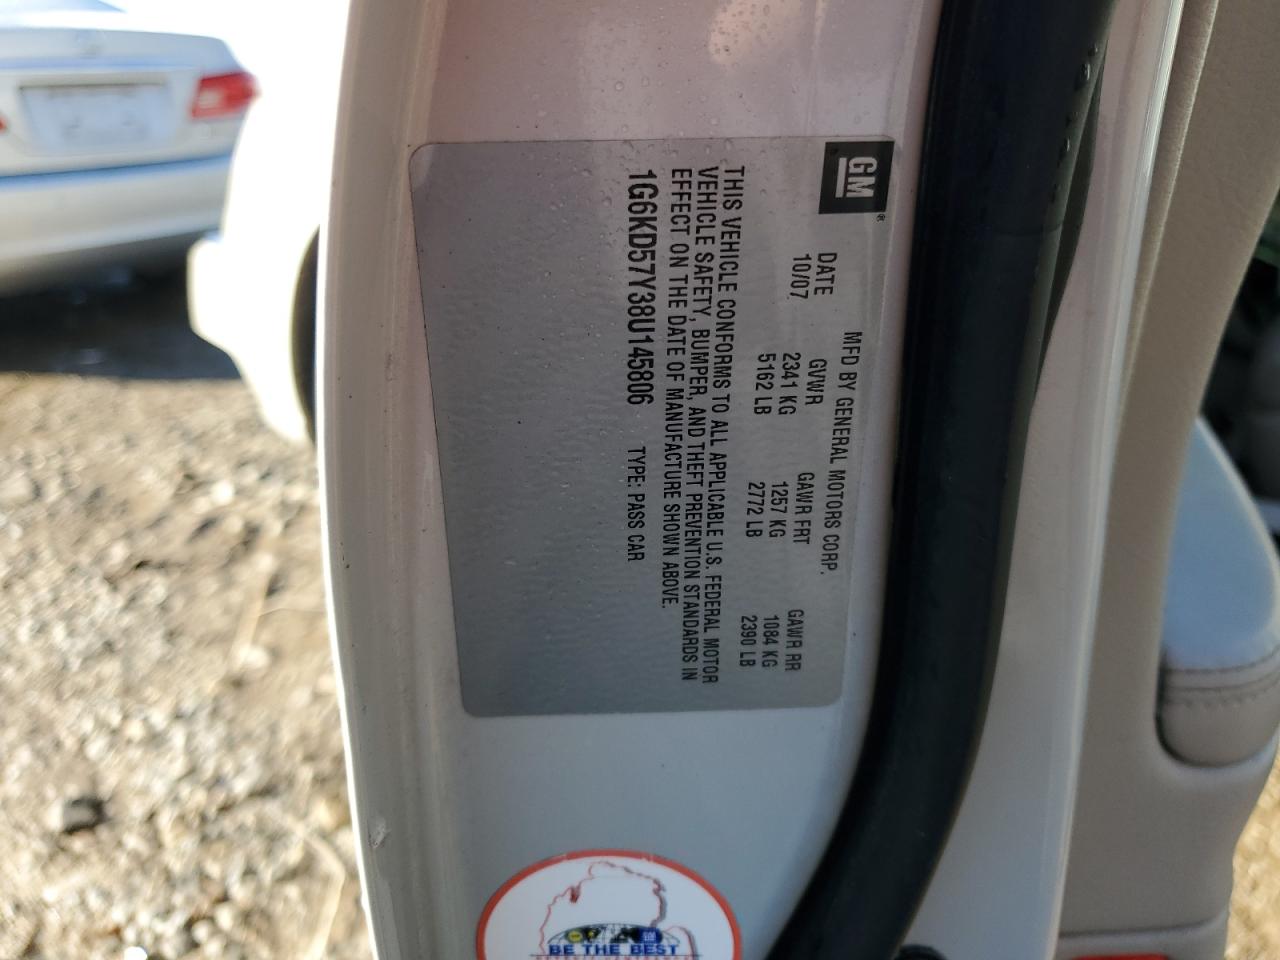 GM®
MFD BY GENERAL MOTORS CORP.
DATE GVWR GAWR FRT GAWR RR
10/07 2341 KG 1257 KG 1084 KG
5162 LB 2772 LB 2390 LB
THIS VEHICLE CONFORMS TO ALL APPLICABLE U.S. FEDERAL MOTOR
VEHICLE SAFETY, BUMPER, AND THEFT PREVENTION STANDARDS IN
EFFECT ON THE DATE OF MANUFACTURE SHOWN ABOVE.
1G6KD57Y38U145806 TYPE: PASS CAR
BE THE BEST